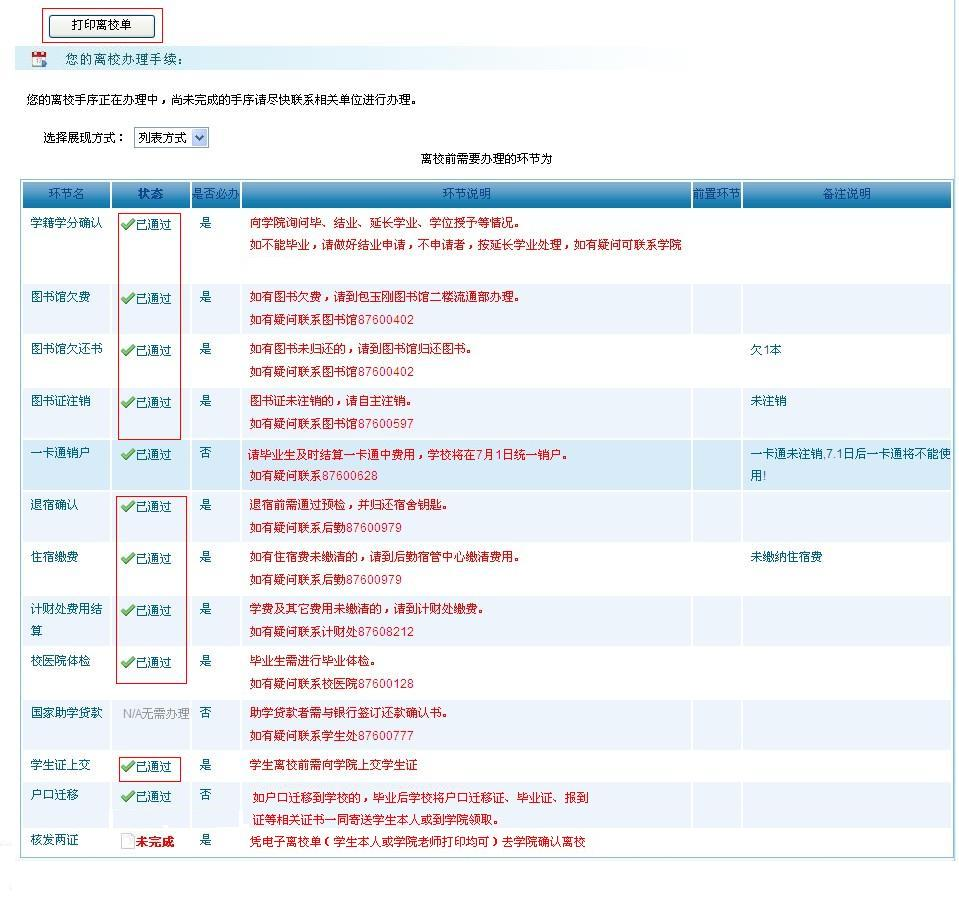 打印离校单
您的离校办理手续：
您的离校手序正在办理中，尚未完成的手序请尽快联系相关单位进行办理。
选择展现方式： 列表方式
离校前需要办理的环节为
环节名 状态 是否必办 环节说明 前置环节 备注说明
学籍学分确认 已通过 是 向学院询问毕、结业、延长学业、学位授予等情况。
如不能毕业，请做好结业申请，不申请者，按延长学业处理，如有疑问可联系学院
图书馆欠费 已通过 是 如有图书欠费，请到包玉刚图书馆二楼流通部办理。
如有疑问联系图书馆87600402
图书馆欠还书 已通过 是 如有图书未归还的，请到图书馆归还图书。 欠1本
如有疑问联系图书馆87600402
图书证注销 已通过 是 图书证未注销的，请自主注销。 未注销
如有疑问联系图书馆87600597
一卡通销户 已通过 否 请毕业生及时结算一卡通中费用，学校将在7月1日统一销户。 一卡通未注销,7.1日后一卡通将不能使
如有疑问联系87600628 用!
退宿确认 已通过 是 退宿前需通过预检，并归还宿舍钥匙。
如有疑问联系后勤87600979
住宿缴费 已通过 是 如有住宿费未缴清的，请到后勤宿管中心缴清费用。 未缴纳住宿费
如有疑问联系后勤87600979
计财处费用结 已通过 是 学费及其它费用未缴清的，请到计财处缴费。
算 如有疑问联系计财处87608212
校医院体检 已通过 是 毕业生需进行毕业体检。
如有疑问联系校医院87600128
国家助学贷款 N/A无需办理 否 助学贷款者需与银行签订还款确认书。
如有疑问联系学生处87600777
学生证上交 已通过 是 学生离校前需向学院上交学生证
户口迁移 已通过 否 如户口迁移到学校的，毕业后学校将户口迁移证、毕业证、报到
证等相关证书一同寄送学生本人或到学院领取。
核发两证 未完成 是 凭电子离校单（学生本人或学院老师打印均可）去学院确认离校